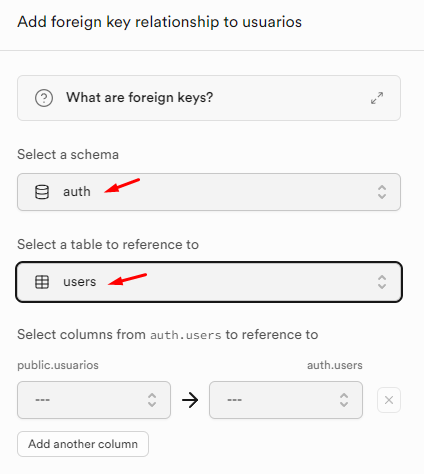 Add foreign key relationship to usuarios
What are foreign keys?
Select a schema
auth
Select a table to reference to
users
Select columns from auth.users to reference to
public.usuarios auth.users
--- ---
Add another column